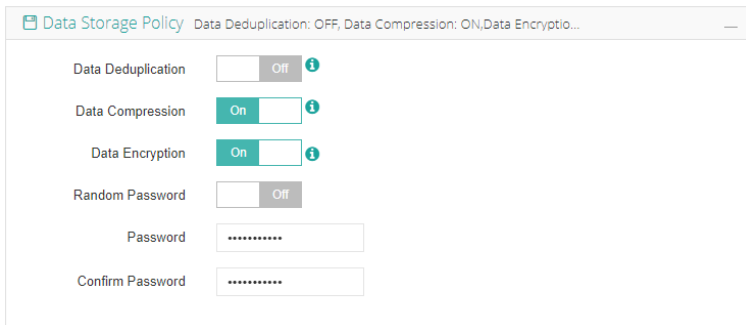 Data Storage Policy Data Deduplication: OFF, Data Compression: ON,Data Encryptio...
Data Deduplication Off
Data Compression On
Data Encryption On
Random Password Off
Password •••••••••••
Confirm Password •••••••••••